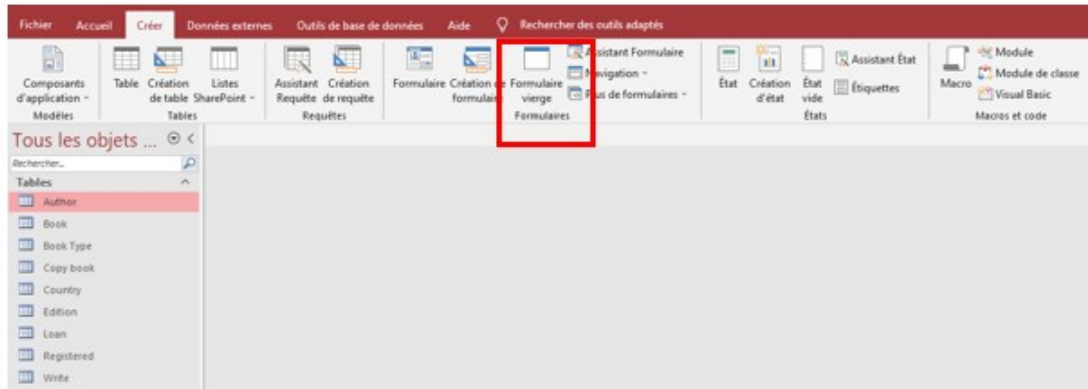 Fichier Accueil Créer Données externes Outils de base de données Aide Rechercher des outils adaptés
Composants d'application
Modèles
Table
Création de table
Listes SharePoint
Tables
Assistant Requête
Création de requête
Requêtes
Formulaire
Création de formulaire
Formulaire vierge
Assistant Formulaire
Navigation
Plus de formulaires
Formulaires
État
Création d'état
État vide
Assistant État
Étiquettes
États
Macro
Module
Module de classe
Visual Basic
Macros et code
Tous les objets ...
Rechercher...
Tables
Author
Book
Book Type
Copy book
Country
Edition
Loan
Registered
Write